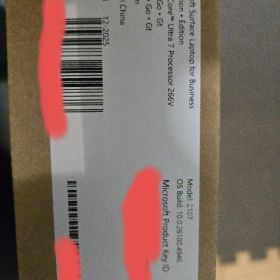 ft Surface Laptop for Business
ition • Edition
Core™ Ultra 7 Processor 266V
Go • Gt
Go • Gt
n China
12.2025
Model: 2107
OS Build: 10.0.26100.4946
Microsoft Product Key ID